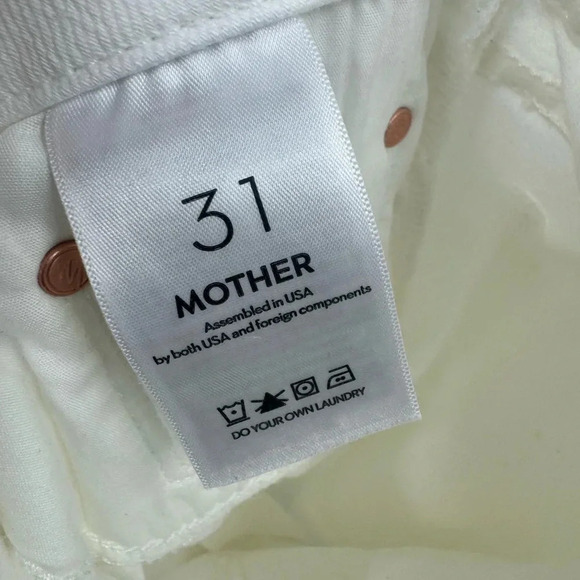 31
MOTHER
Assembled in USA
by both USA and foreign components
DO YOUR OWN LAUNDRY